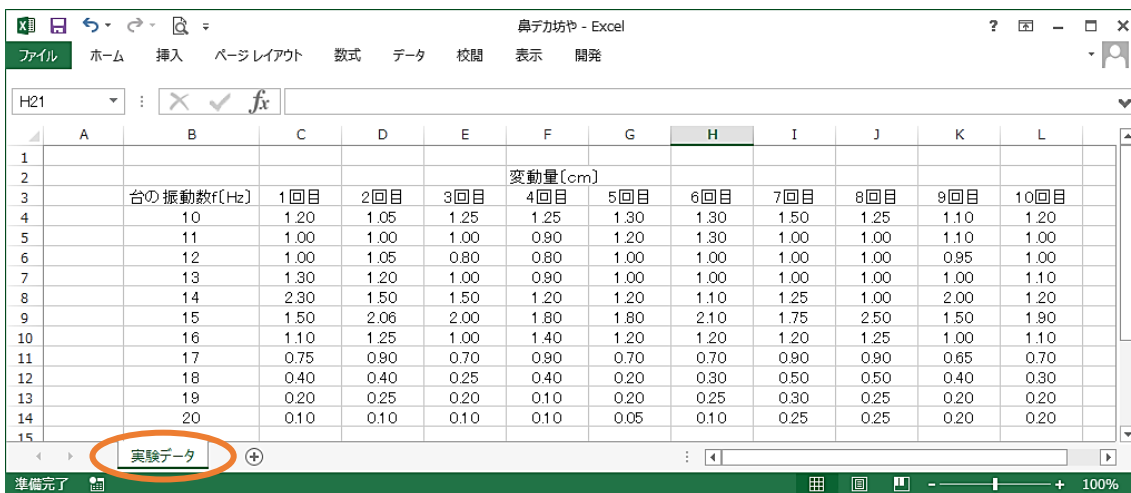 鼻デカ坊や - Excel
ファイル ホーム 挿入 ページ レイアウト 数式 データ 校閲 表示 開発
H21 fx
A B C D E F G H I J K L
1
2 変動量〔cm〕
3 台の振動数f〔Hz〕 1回目 2回目 3回目 4回目 5回目 6回目 7回目 8回目 9回目 10回目
4 10 1.20 1.05 1.25 1.25 1.30 1.30 1.50 1.25 1.10 1.20
5 11 1.00 1.00 1.00 0.90 1.20 1.30 1.00 1.00 1.10 1.00
6 12 1.00 1.05 0.80 0.80 1.00 1.00 1.00 1.00 0.95 1.00
7 13 1.30 1.20 1.00 0.90 1.00 1.00 1.00 1.00 1.00 1.10
8 14 2.30 1.50 1.50 1.20 1.20 1.10 1.25 1.00 2.00 1.20
9 15 1.50 2.06 2.00 1.80 1.80 2.10 1.75 2.50 1.50 1.90
10 16 1.10 1.25 1.00 1.40 1.20 1.20 1.20 1.25 1.00 1.10
11 17 0.75 0.90 0.70 0.90 0.70 0.70 0.90 0.90 0.65 0.70
12 18 0.40 0.40 0.25 0.40 0.20 0.30 0.50 0.50 0.40 0.30
13 19 0.20 0.25 0.20 0.10 0.20 0.25 0.30 0.25 0.20 0.20
14 20 0.10 0.10 0.10 0.10 0.05 0.10 0.25 0.25 0.20 0.20
15
実験データ
準備完了 100%